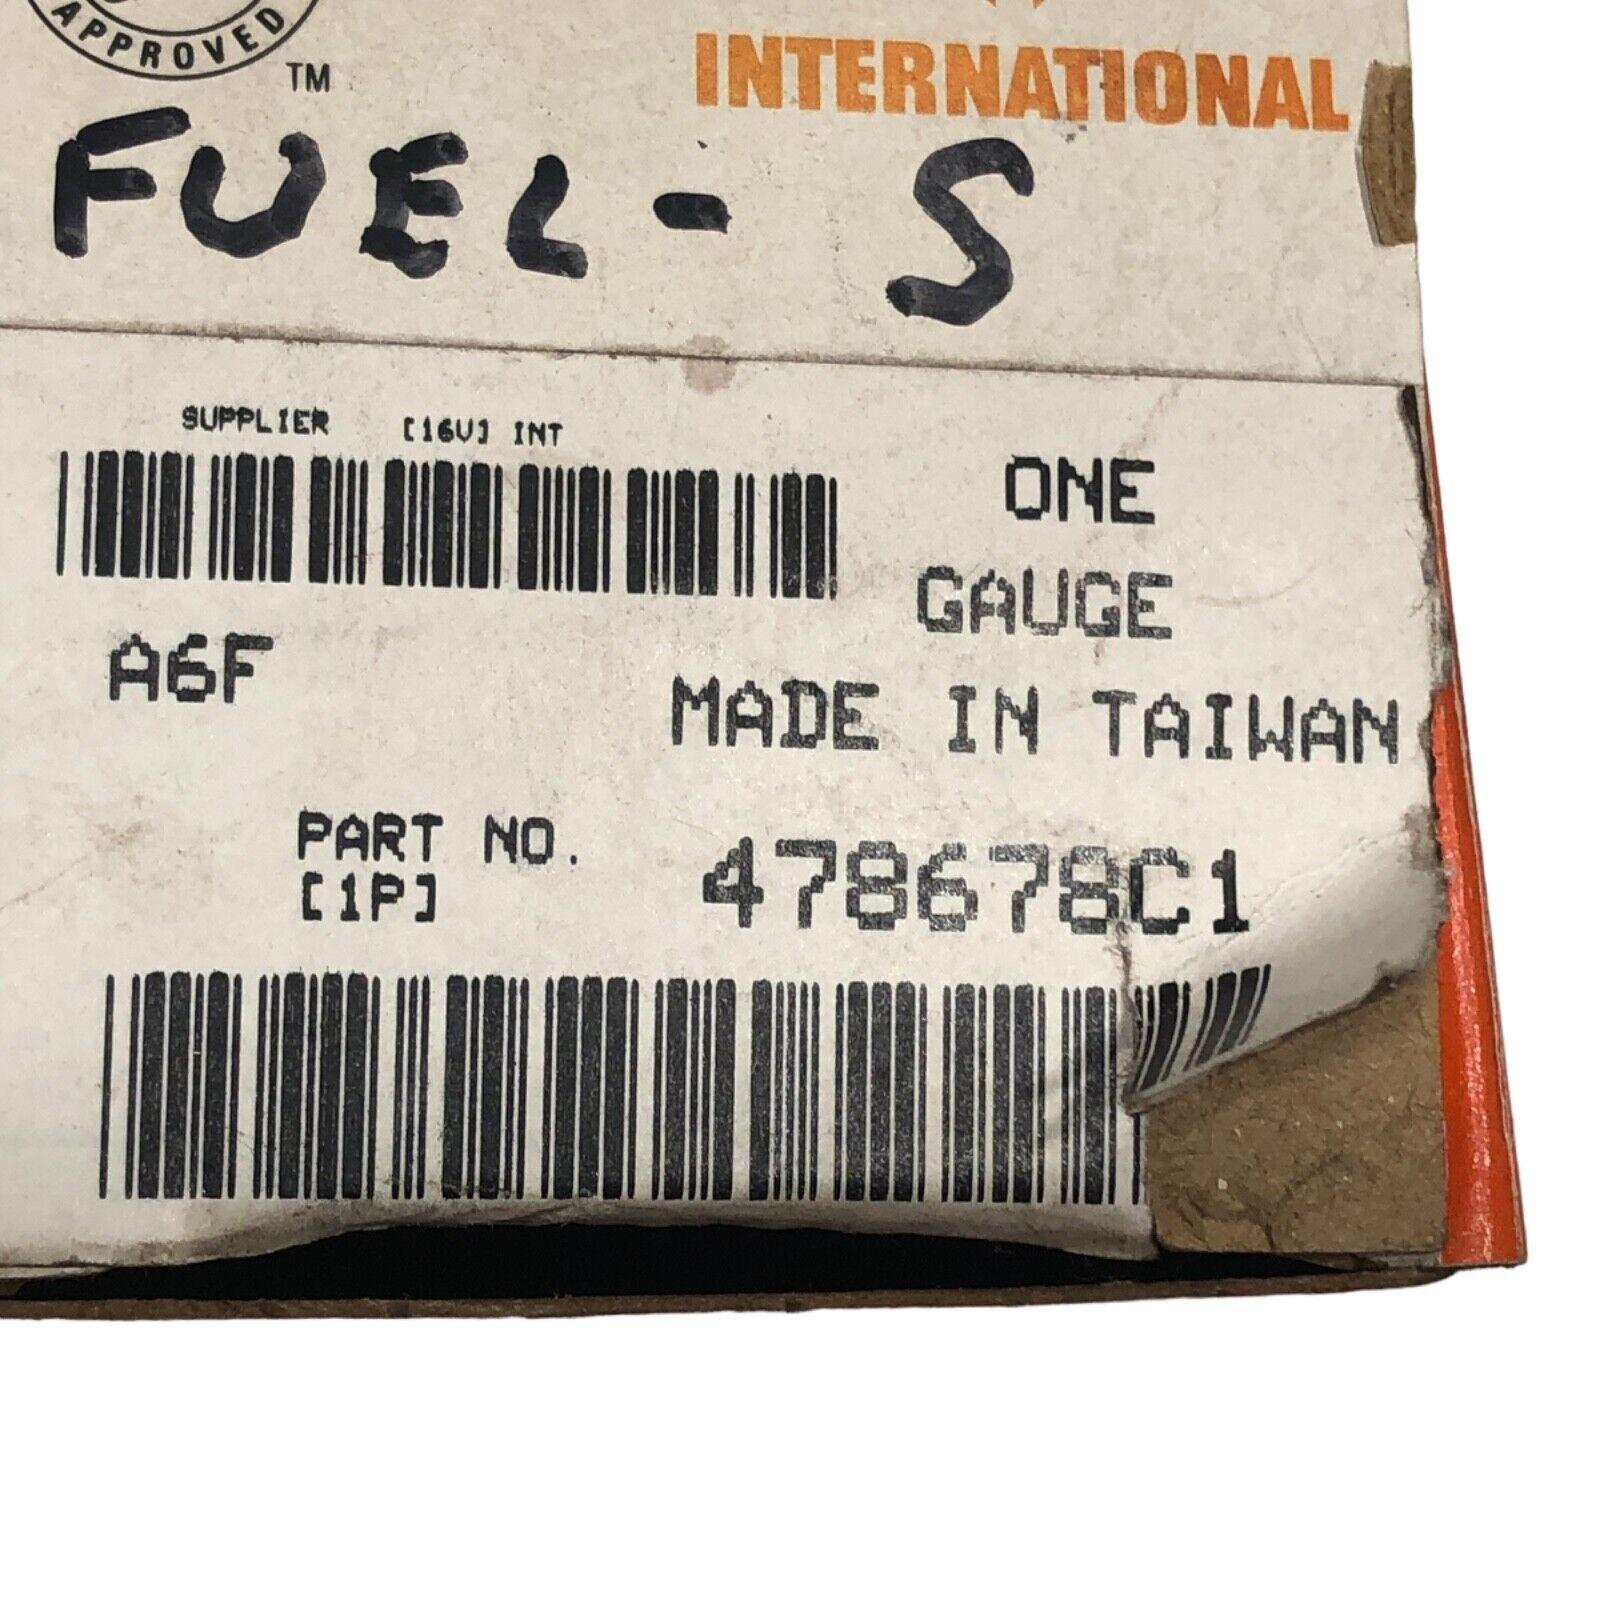 APPROVED
TM
INTERNATIONAL
FUEL - S
SUPPLIER [16V] INT
ONE
GAUGE
A6F
MADE IN TAIWAN
PART NO. 478678C1
[1P]